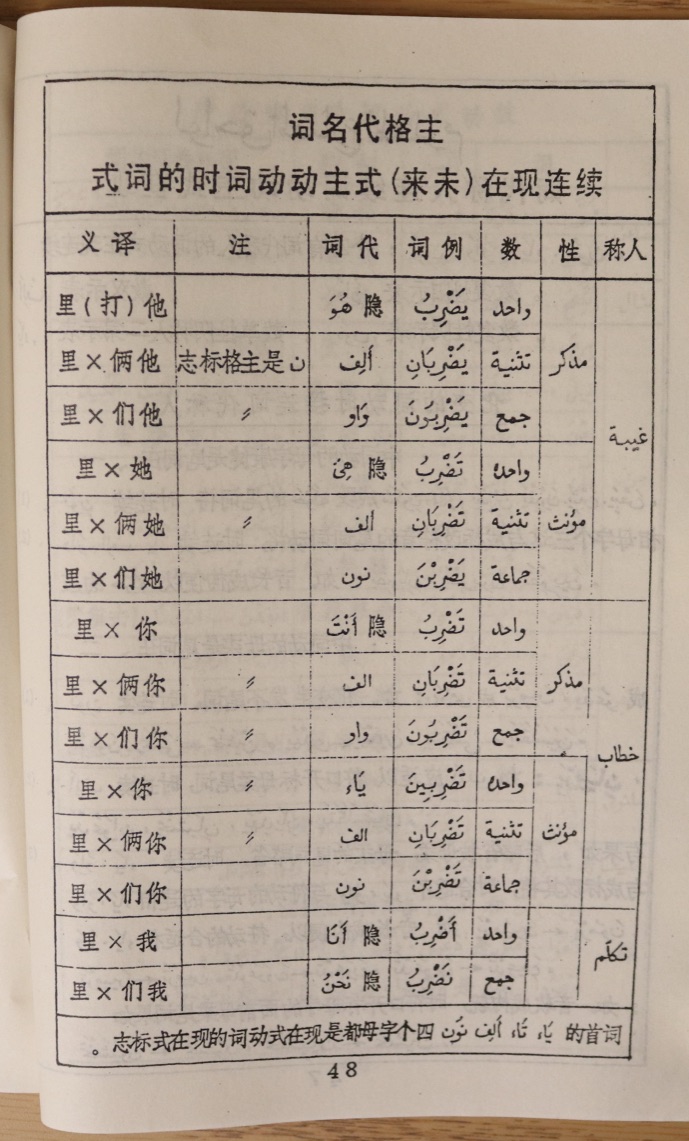 主格代名词
续连现在(未来)式主动动词时的词式
人称 性 数 例词 代词 注 译义
غيبة مذكر واحد يَضْرِبُ 隐 هُوَ 他(打)里
تثنية يَضْرِبَانِ أَلِف ن是主格标志 他俩×里
جمع يَضْرِبُونَ وَاو 〃 他们×里
مؤنث واحده تَضْرِبُ 隐 هِىَ 她×里
تثنية تَضْرِبَانِ الف 〃 她俩×里
جماعة يَضْرِبْنَ نون 她们×里
خطاب مذكر واحد تَضْرِبُ 隐 أَنْتَ 你×里
تثنية تَضْرِبَانِ الف 〃 你俩×里
جمع تَضْرِبُونَ واو 〃 你们×里
مؤنث واحده تَضْرِبِينَ يَاء 〃 你×里
تثنية تَضْرِبَانِ الف 〃 你俩×里
جماعة تَضْرِبْنَ نون 你们×里
تكلّم واحد أَضْرِبُ 隐 أَنَا 我×里
جمع نَضْرِبُ 隐 نَحْنُ 我们×里
词首的 يَاء تَاء أَلِف نُون 四个字母都是现在式动词的现在式标志。
48